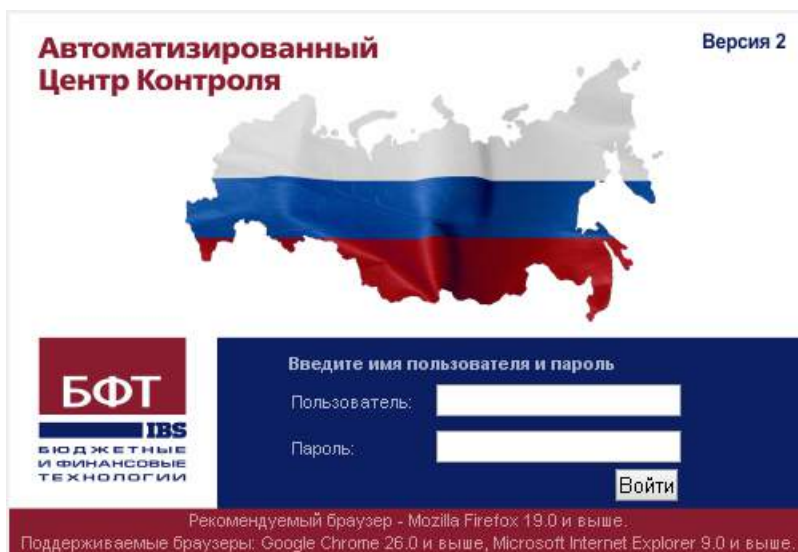 Автоматизированный
Центр Контроля
Версия 2
БФТ
IBS
БЮДЖЕТНЫЕ
И ФИНАНСОВЫЕ
ТЕХНОЛОГИИ
Введите имя пользователя и пароль
Пользователь:
Пароль:
Войти
Рекомендуемый браузер - Mozilla Firefox 19.0 и выше.
Поддерживаемые браузеры: Google Chrome 26.0 и выше, Microsoft Internet Explorer 9.0 и выше.